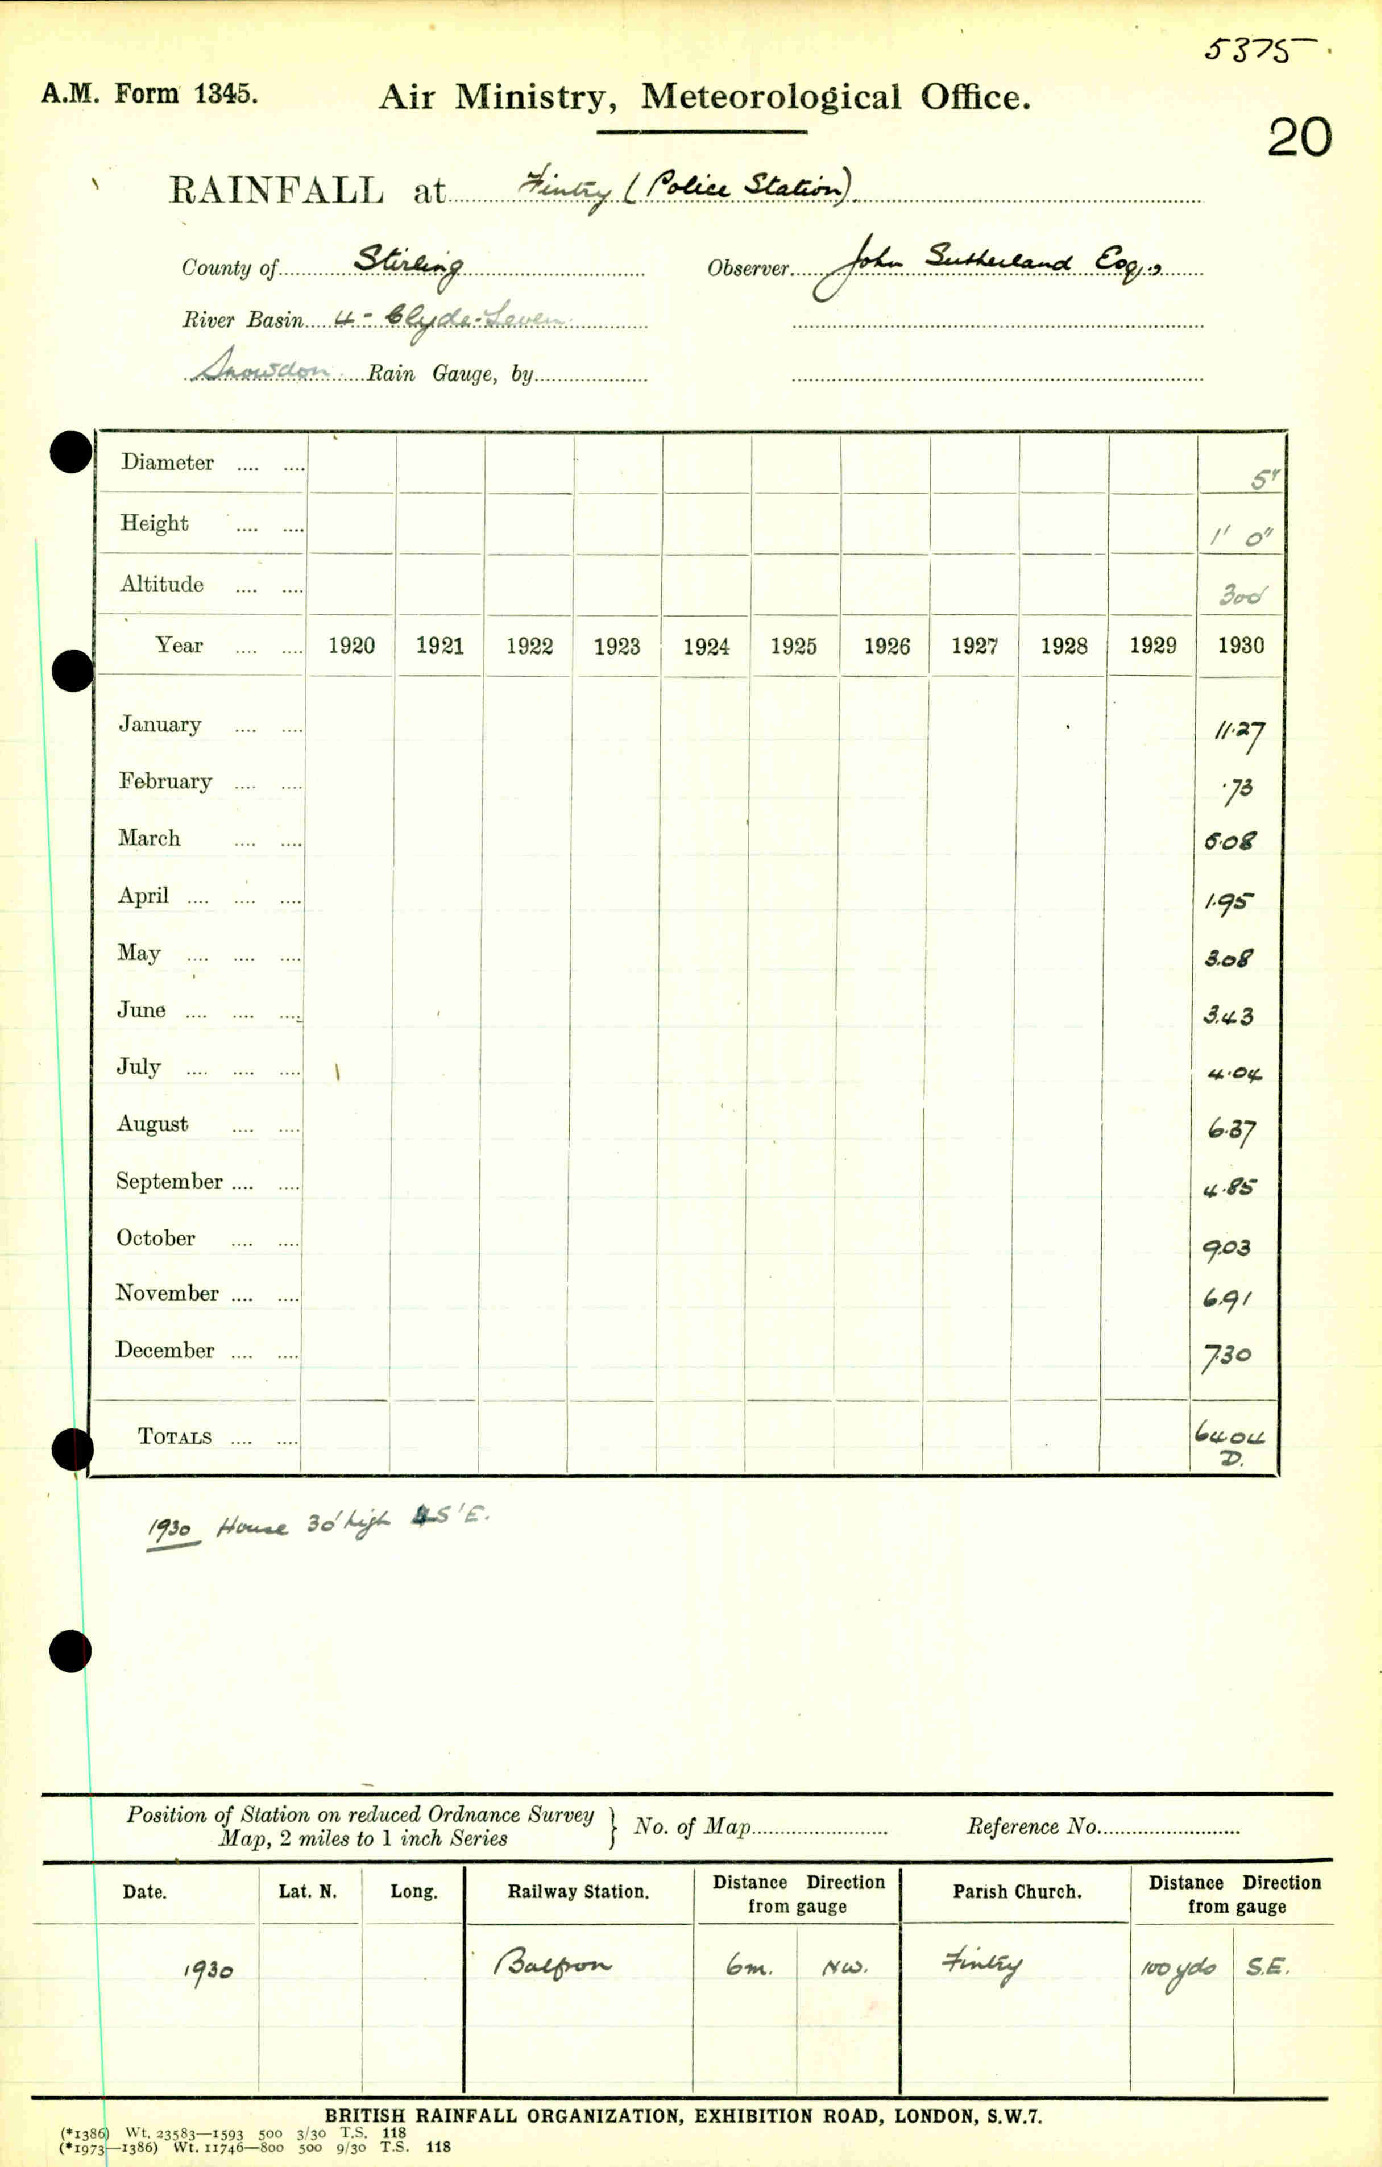 5375
A.M. Form 1345. Air Ministry, Meteorological Office.
20
RAINFALL at Fintry (Police Station).
County of Stirling Observer John Sutherland Esq.,
River Basin 4 - Clyde-Leven
Snowdon Rain Gauge, by
Diameter .... .... 5"
Height .... .... 1' 0"
Altitude .... .... 300'
Year .... .... 1920 1921 1922 1923 1924 1925 1926 1927 1928 1929 1930
January .... .... 11.27
February .... .... .73
March .... .... 5.08
April .... .... .... 1.95
May .... .... .... 3.08
June .... .... .... 3.43
July .... .... .... 4.04
August .... .... 6.37
September .... .... 4.85
October .... .... 9.03
November .... .... 6.91
December .... .... 7.30
TOTALS .... .... 64.04
D.
1930 House 30' high S'E.
Position of Station on reduced Ordnance Survey
Map, 2 miles to 1 inch Series } No. of Map Reference No.
Date. Lat. N. Long. Railway Station. Distance Direction from gauge Parish Church. Distance Direction from gauge
1930 Balfron 6m. NW. Fintry 100 yds S.E.
BRITISH RAINFALL ORGANIZATION, EXHIBITION ROAD, LONDON, S.W.7.
(*1386) Wt. 23583—1593 500 3/30 T.S. 118
(*1973—1386) Wt. 11746—800 500 9/30 T.S. 118